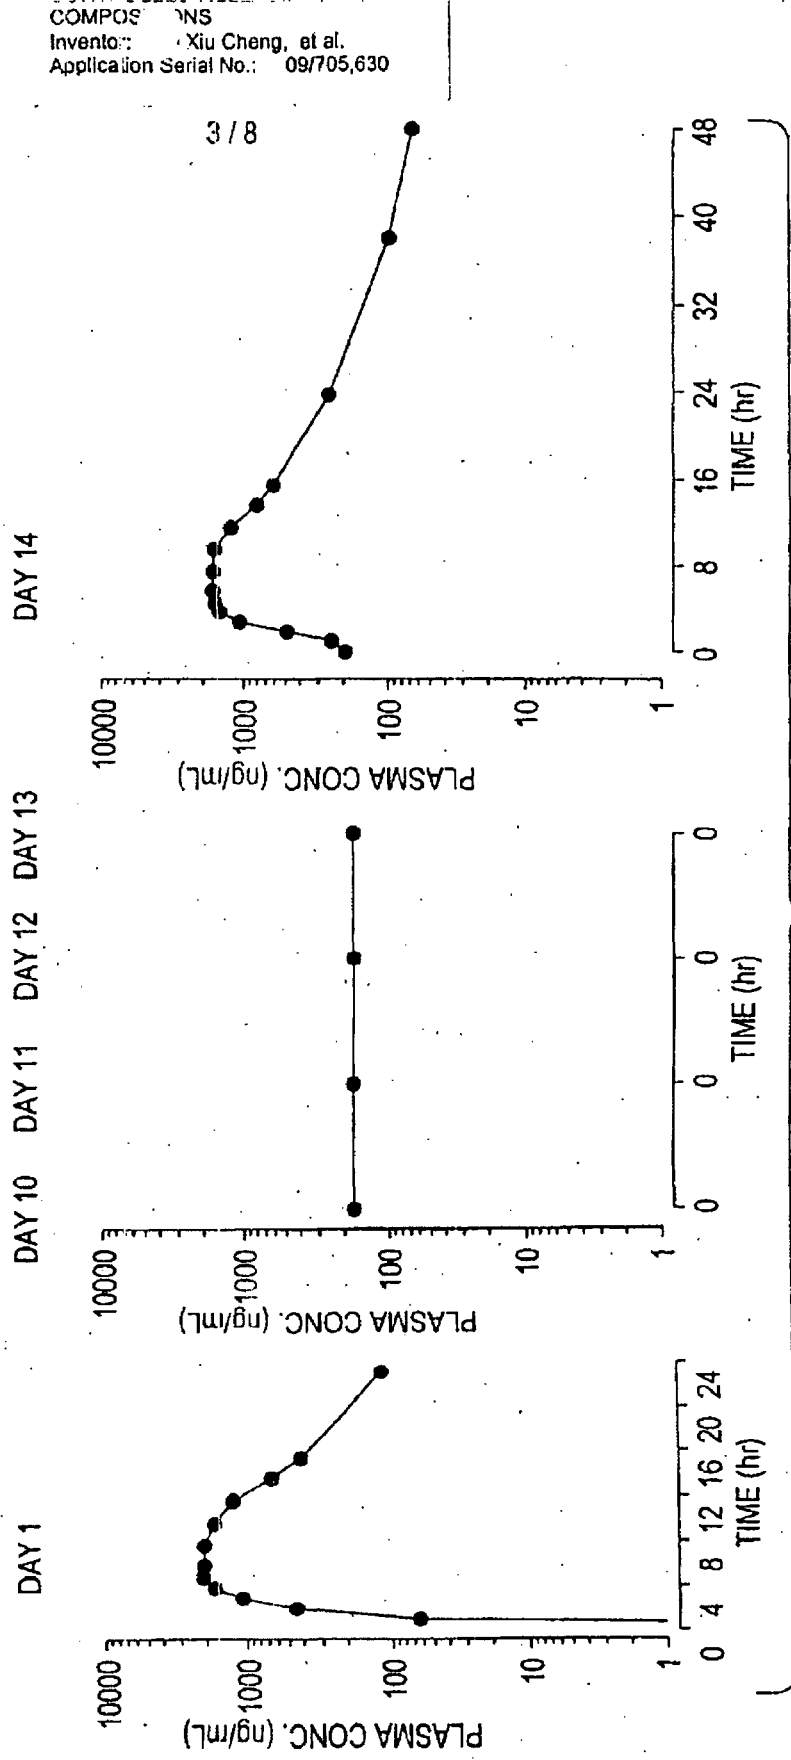 Xiu Cheng, et al.
Application Serial No.: 09/705,630
3 / 8
DAY 1
PLASMA CONC. (ng/mL)
10000
1000
100
10
1
0 4 8 12 16 20 24
TIME (hr)
DAY 10 DAY 11 DAY 12 DAY 13
PLASMA CONC. (ng/mL)
10000
1000
100
10
1
0 0 0 0
TIME (hr)
DAY 14
PLASMA CONC. (ng/mL)
10000
1000
100
10
1
0 8 16 24 32 40 48
TIME (hr)